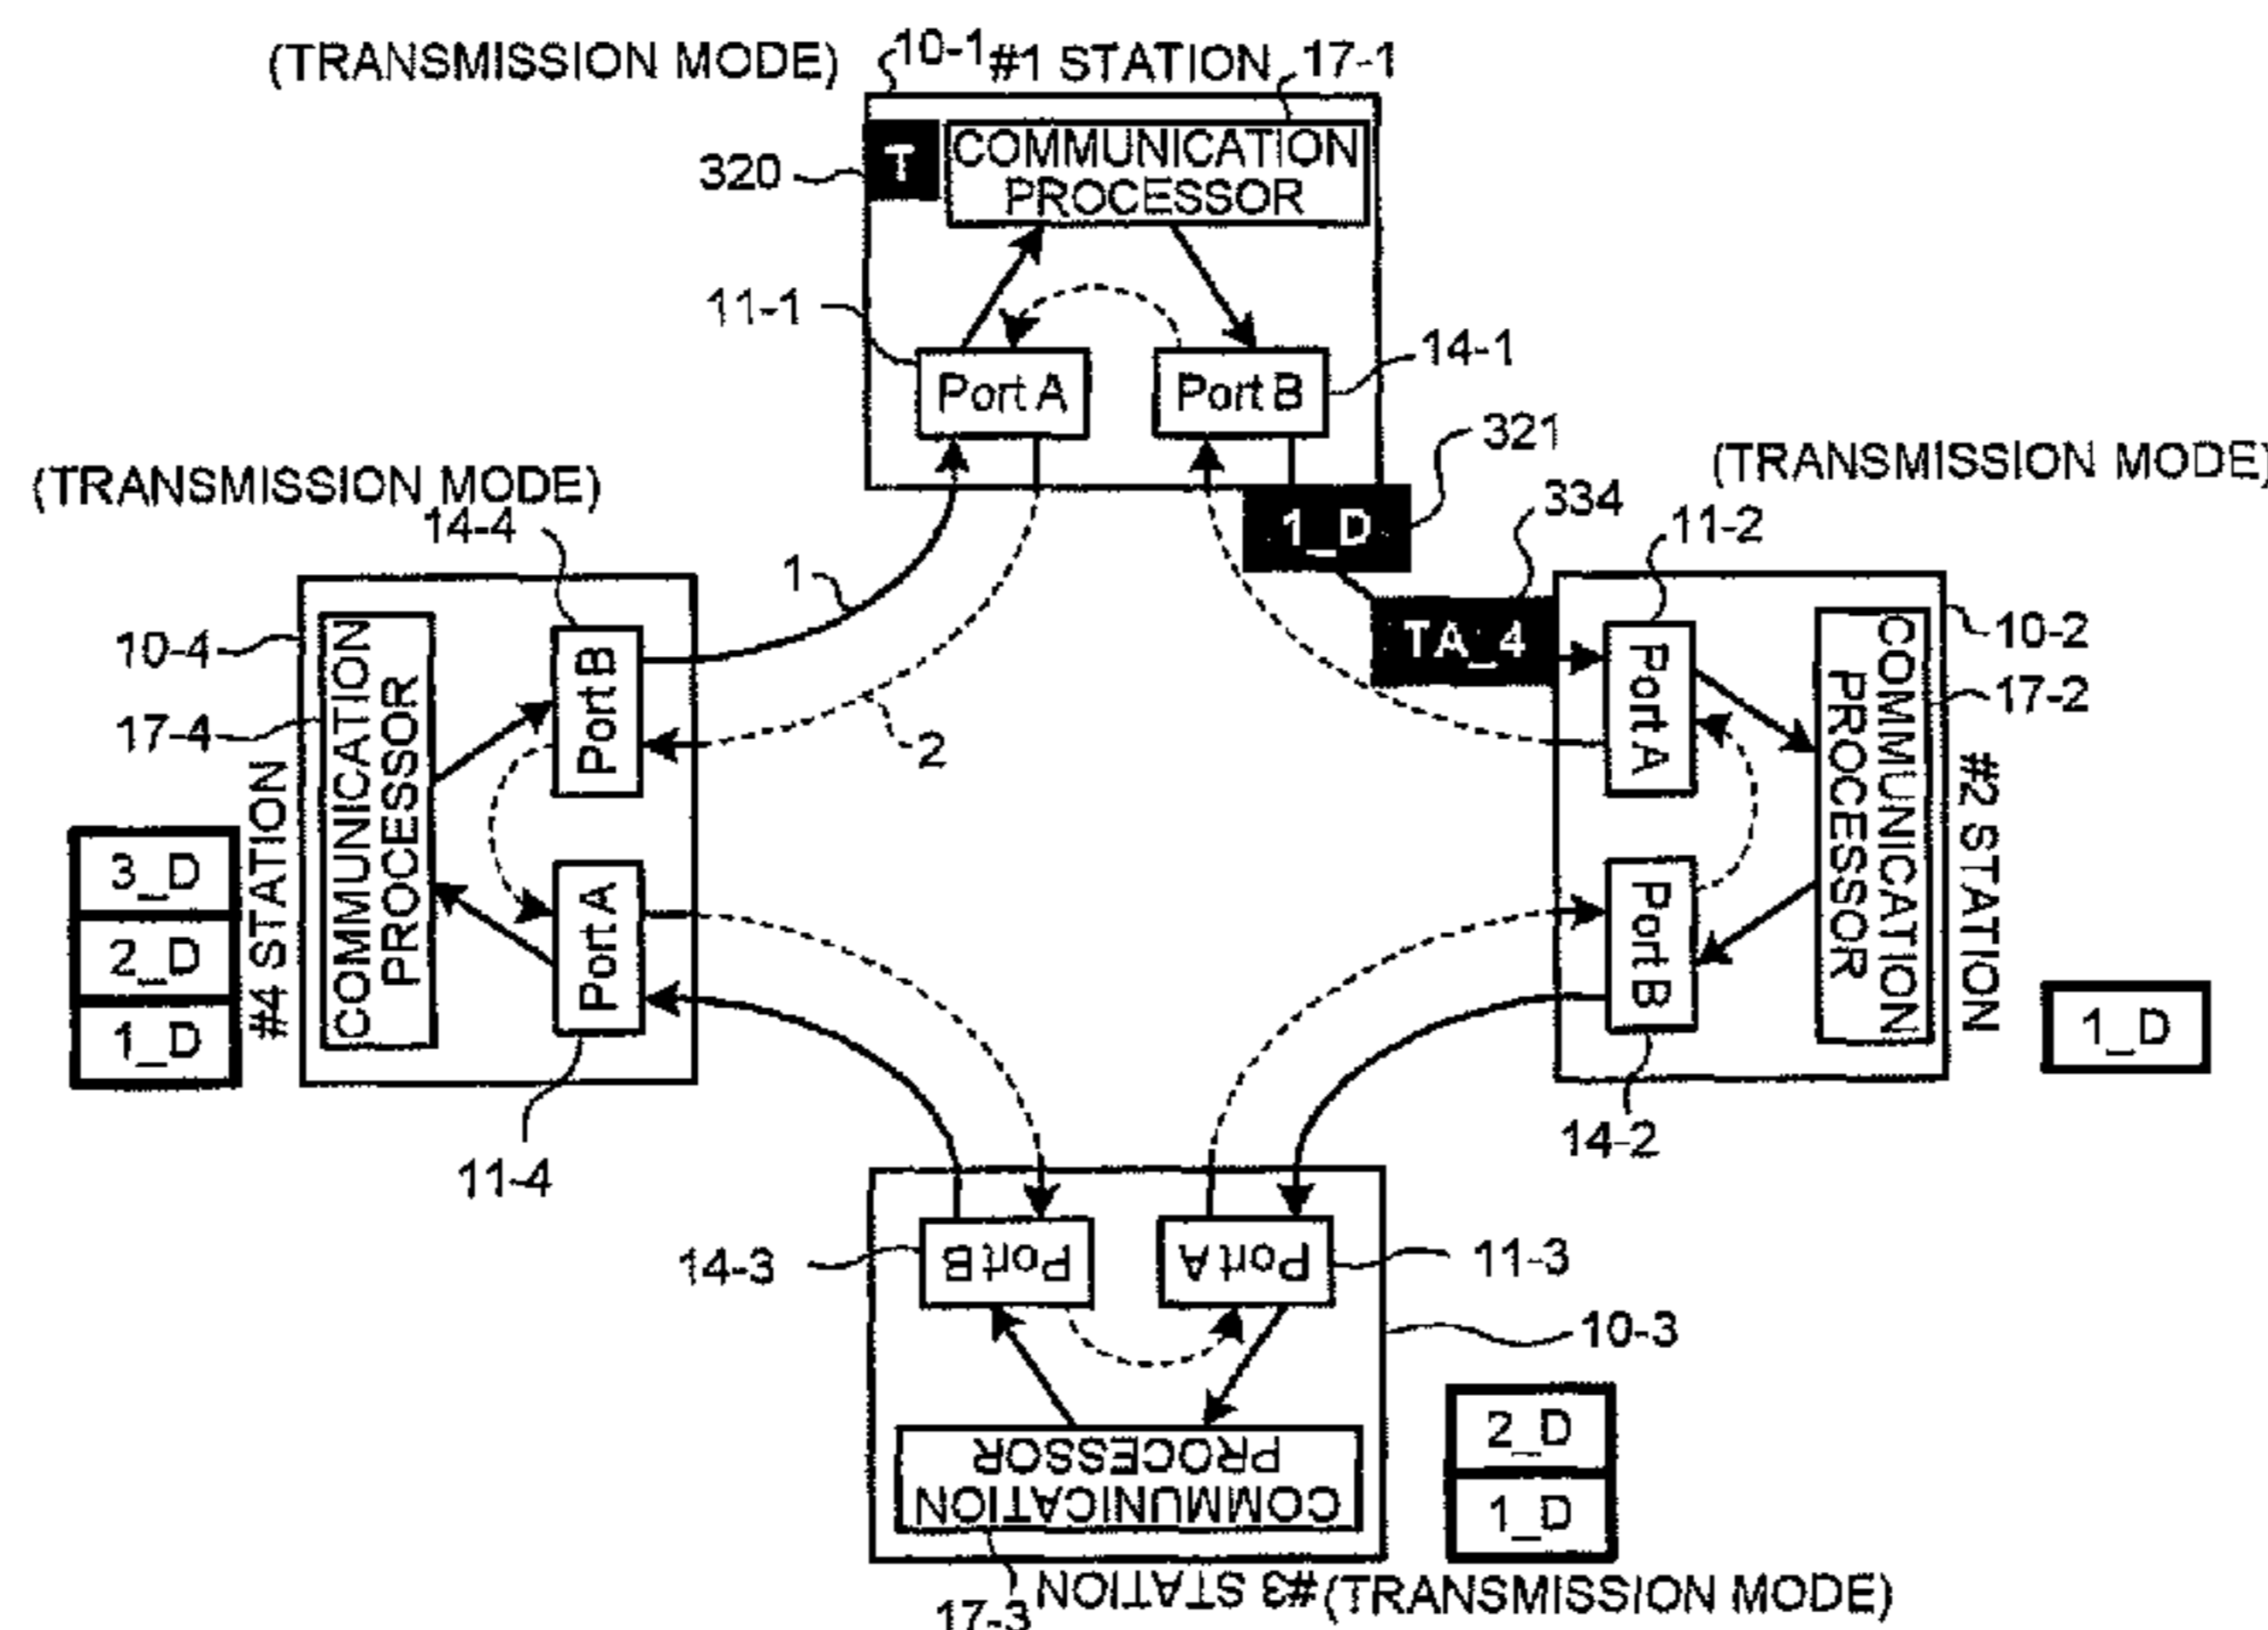 (TRANSMISSION MODE)
10-1
#1 STATION
17-1
320
T
COMMUNICATION
PROCESSOR
11-1
Port A
Port B
14-1
321
1_D
334
TA_4
(TRANSMISSION MODE)
14-4
1
2
10-4
17-4
COMMUNICATION
PROCESSOR
Port B
Port A
#4 STATION
3_D
2_D
1_D
11-4
(TRANSMISSION MODE)
11-2
10-2
17-2
Port A
Port B
COMMUNICATION
PROCESSOR
#2 STATION
1_D
14-2
14-3
Port B
Port A
11-3
10-3
COMMUNICATION
PROCESSOR
2_D
1_D
17-3
#3 STATION
(TRANSMISSION MODE)